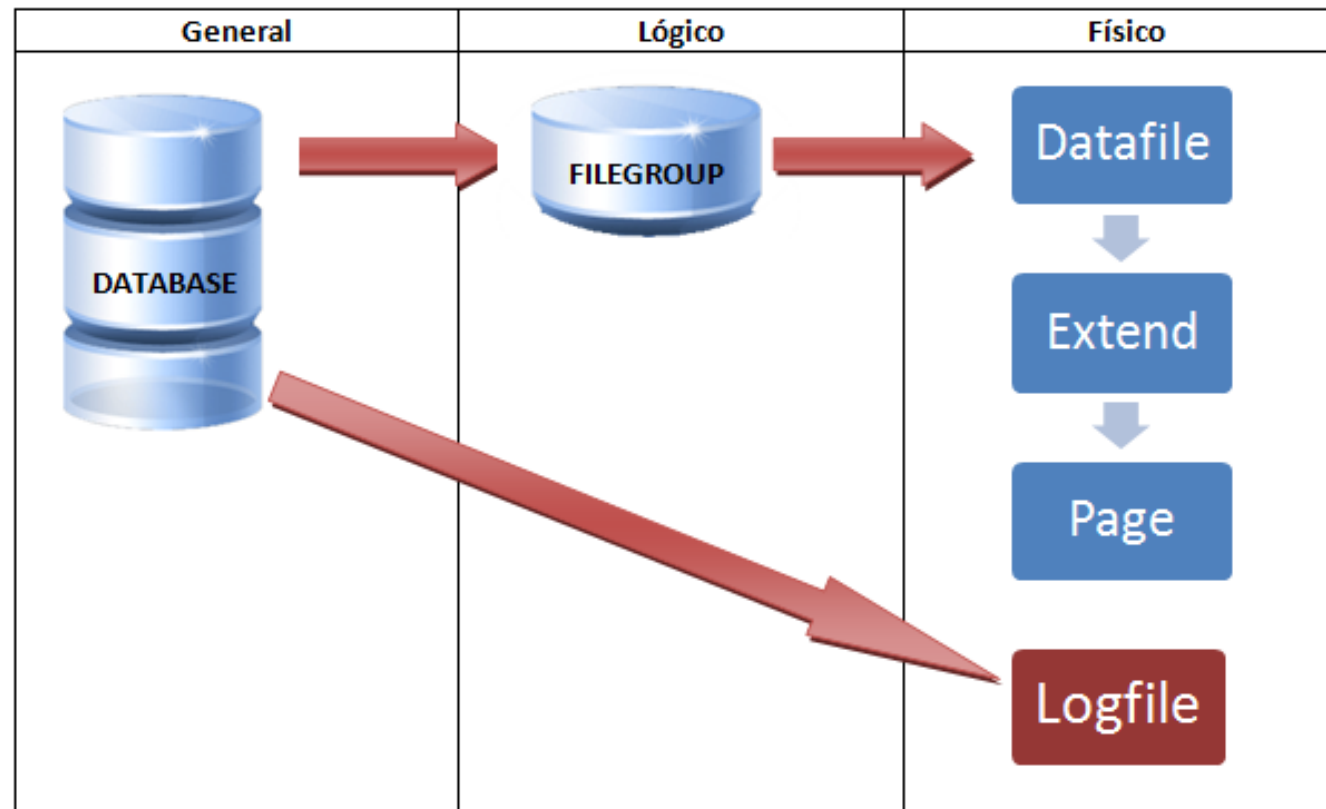 General
Lógico
Físico
DATABASE
FILEGROUP
Datafile
Extend
Page
Logfile